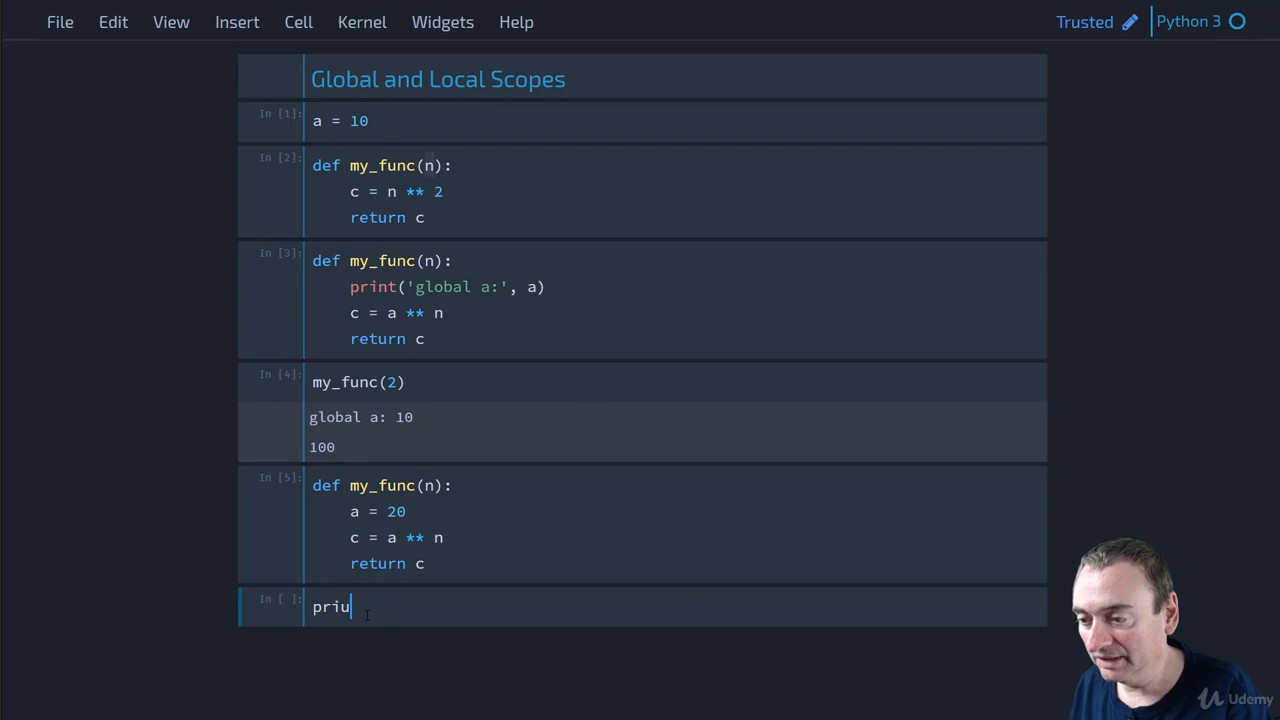 File Edit View Insert Cell Kernel Widgets Help Trusted Python 3
Global and Local Scopes
In [1]: a = 10
In [2]: def my_func(n):
c = n ** 2
return c
In [3]: def my_func(n):
print('global a:', a)
c = a ** n
return c
In [4]: my_func(2)
global a: 10
100
In [5]: def my_func(n):
a = 20
c = a ** n
return c
In [ ]: priu
Udemy